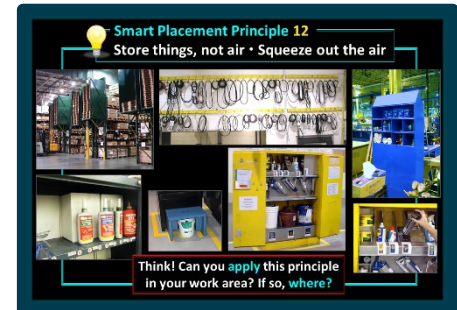 Smart Placement Principle 12
Store things, not air • Squeeze out the air
Think! Can you apply this principle
in your work area? If so, where?